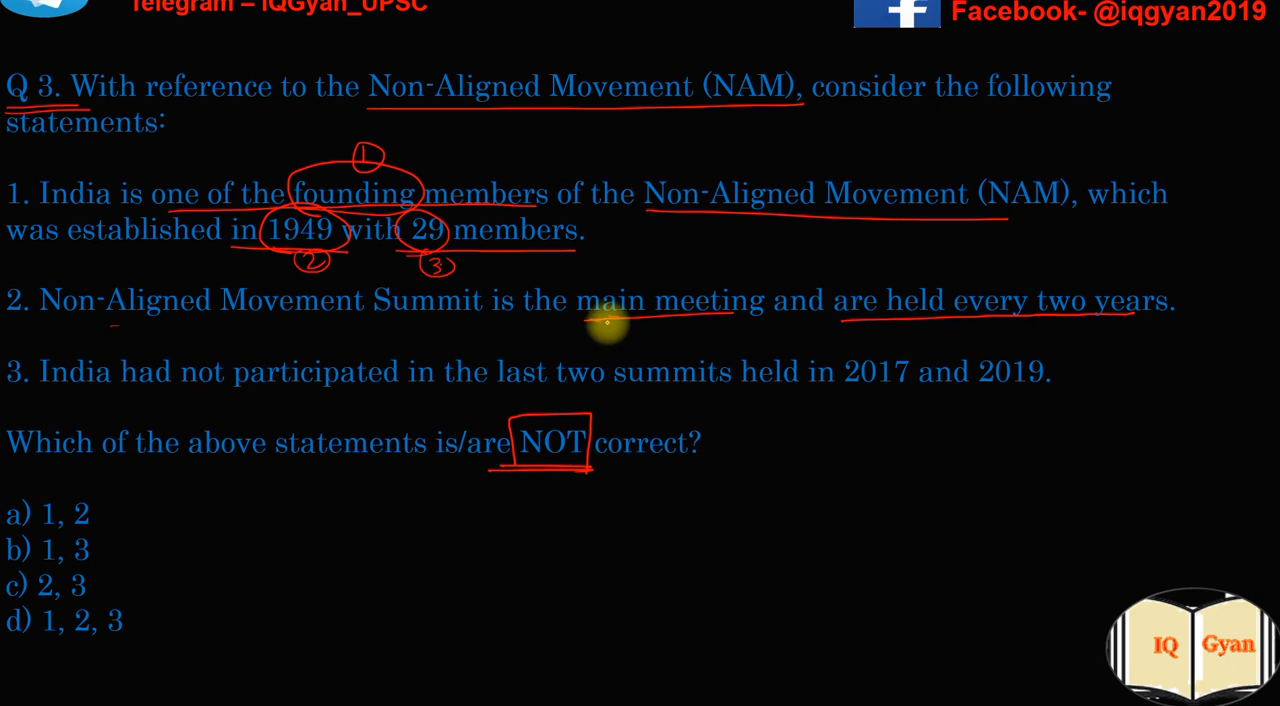 Telegram – IQGyan_UPSC
Facebook- @iqgyan2019
Q 3. With reference to the Non-Aligned Movement (NAM), consider the following
statements:
1
1. India is one of the founding members of the Non-Aligned Movement (NAM), which
was established in 1949 with 29 members.
2 3
2. Non-Aligned Movement Summit is the main meeting and are held every two years.
3. India had not participated in the last two summits held in 2017 and 2019.
Which of the above statements is/are NOT correct?
a) 1, 2
b) 1, 3
c) 2, 3
d) 1, 2, 3
IQ Gyan